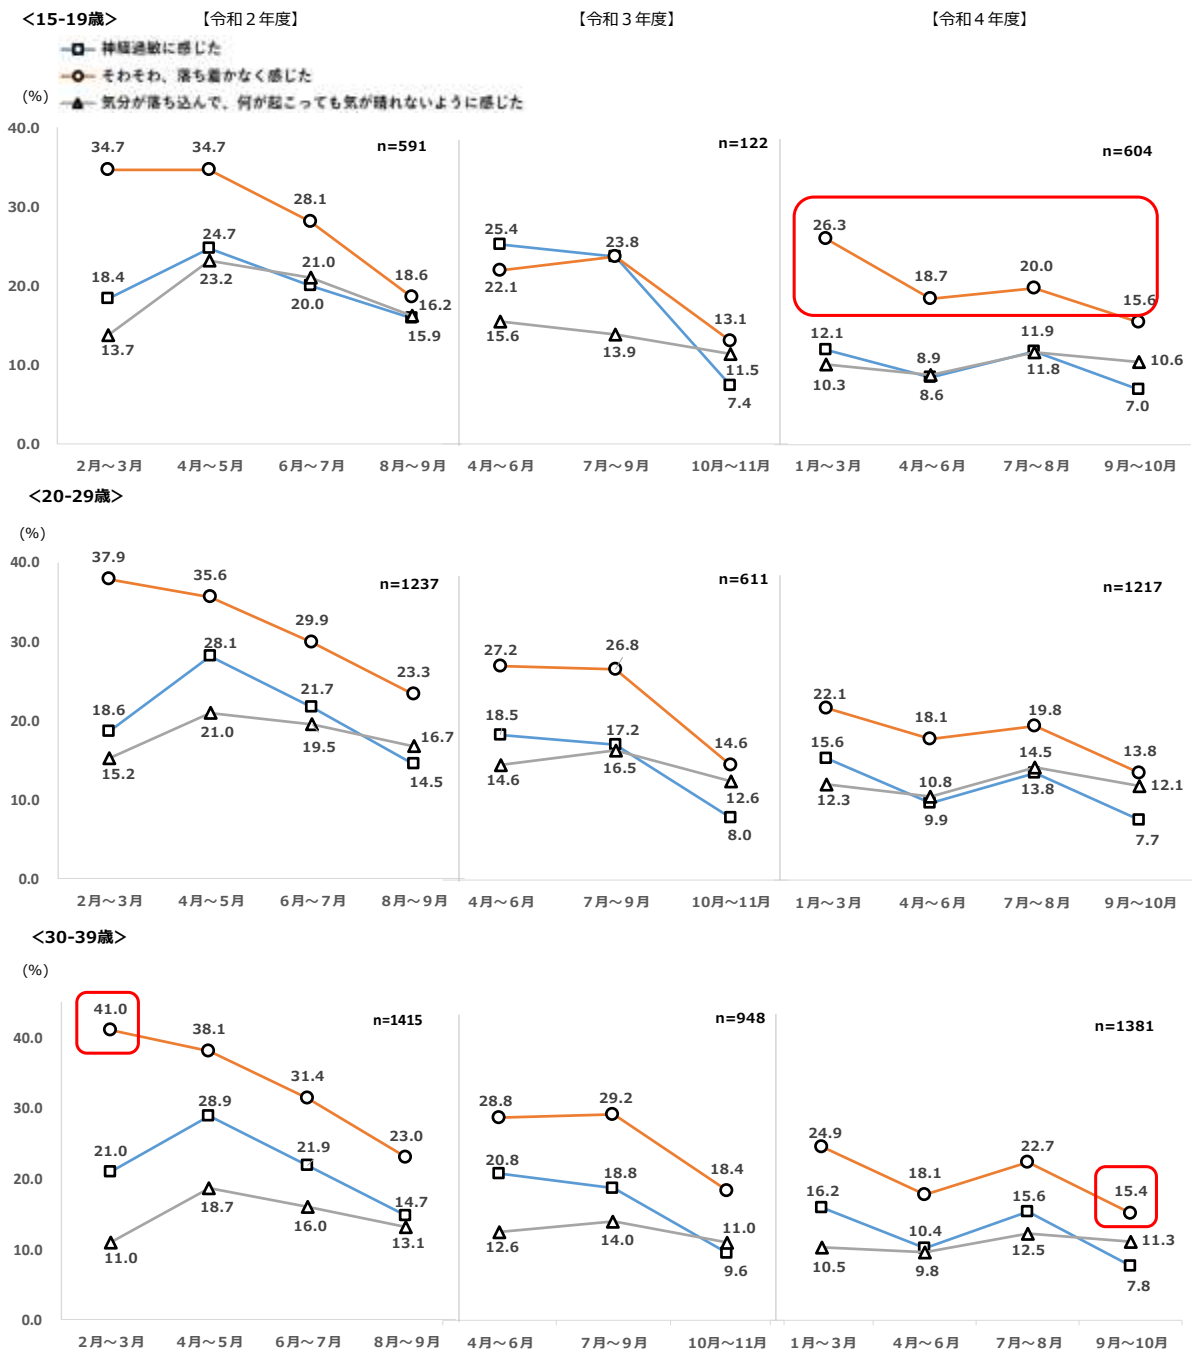 ＜15-19歳＞ 【令和２年度】 【令和３年度】 【令和４年度】
神経過敏に感じた
そわそわ、落ち着かなく感じた
気分が落ち込んで、何が起こっても気が晴れないように感じた
(%)
n=591 n=122 n=604
40.0
30.0
20.0
10.0
0.0
34.7 34.7 28.1 18.6
18.4 24.7 20.0 15.9
13.7 23.2 21.0 16.2
25.4 23.8 7.4
22.1 13.1
15.6 13.9 11.5
26.3 18.7 20.0 15.6
12.1 8.6 11.9 7.0
10.3 8.9 11.8 10.6
2月～3月 4月～5月 6月～7月 8月～9月 4月～6月 7月～9月 10月～11月 1月～3月 4月～6月 7月～8月 9月～10月
＜20-29歳＞
(%)
n=1237 n=611 n=1217
40.0
30.0
20.0
10.0
0.0
37.9 35.6 29.9 23.3
18.6 28.1 21.7 14.5
15.2 21.0 19.5 16.7
27.2 26.8 14.6
18.5 17.2 8.0
14.6 16.5 12.6
22.1 18.1 19.8 13.8
15.6 9.9 13.8 7.7
12.3 10.8 14.5 12.1
2月～3月 4月～5月 6月～7月 8月～9月 4月～6月 7月～9月 10月～11月 1月～3月 4月～6月 7月～8月 9月～10月
＜30-39歳＞
(%)
n=1415 n=948 n=1381
40.0
30.0
20.0
10.0
0.0
41.0 38.1 31.4 23.0
21.0 28.9 21.9 14.7
11.0 18.7 16.0 13.1
28.8 29.2 18.4
20.8 18.8 9.6
12.6 14.0 11.0
24.9 18.1 22.7 15.4
16.2 10.4 15.6 7.8
10.5 9.8 12.5 11.3
2月～3月 4月～5月 6月～7月 8月～9月 4月～6月 7月～9月 10月～11月 1月～3月 4月～6月 7月～8月 9月～10月